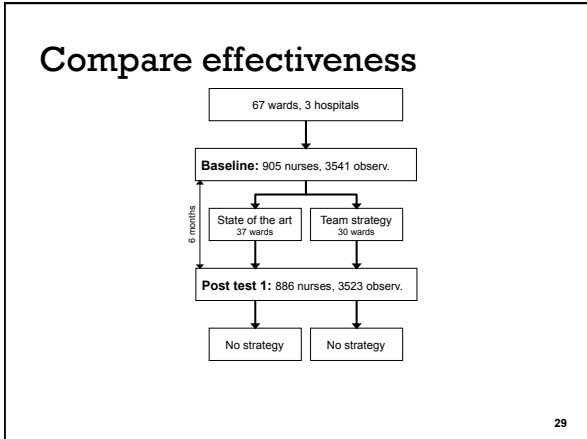 Compare effectiveness
67 wards, 3 hospitals
Baseline: 905 nurses, 3541 observ.
6 months
State of the art
37 wards
Team strategy
30 wards
Post test 1: 886 nurses, 3523 observ.
No strategy
No strategy
29